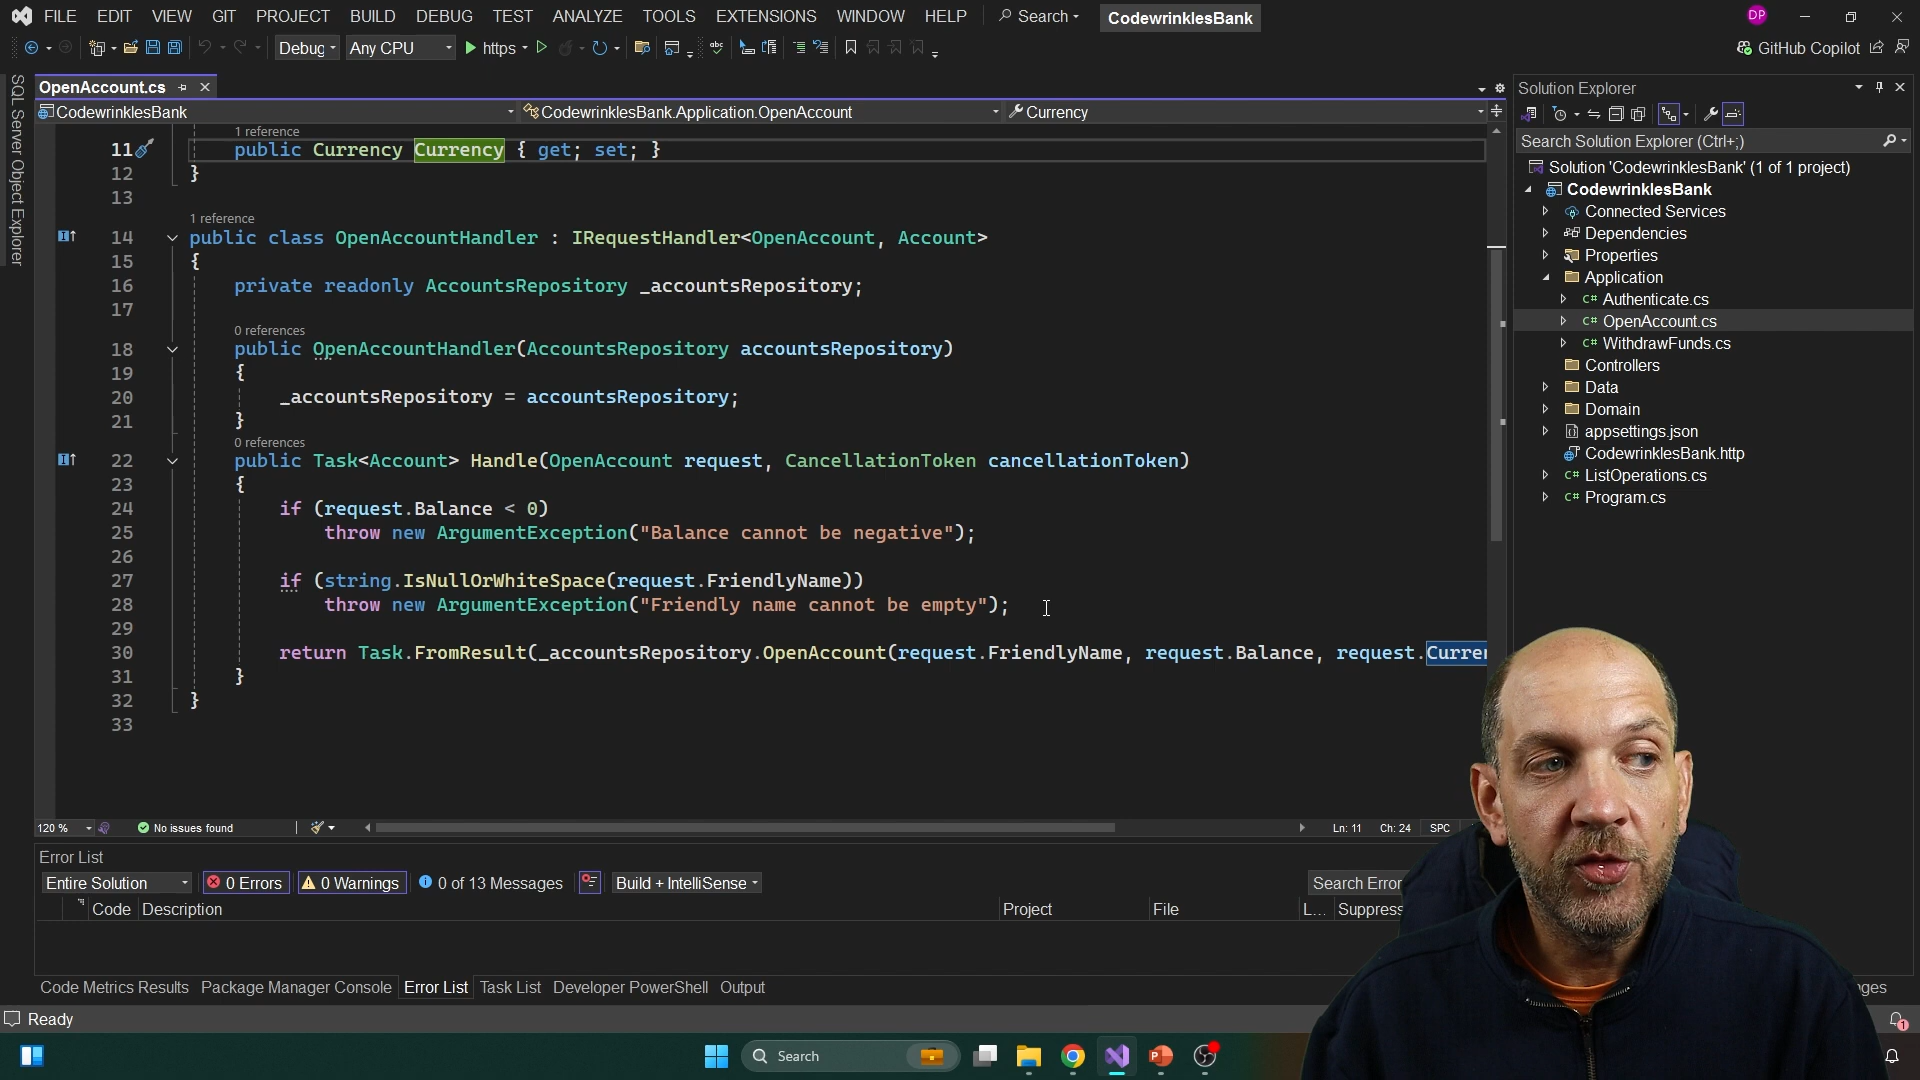 FILE EDIT VIEW GIT PROJECT BUILD DEBUG TEST ANALYZE TOOLS EXTENSIONS WINDOW HELP Search CodewrinklesBank DP
Debug Any CPU https GitHub Copilot
SQL Server Object Explorer
OpenAccount.cs
CodewrinklesBank CodewrinklesBank.Application.OpenAccount Currency
1 reference
11 public Currency Currency { get; set; }
12 }
13
1 reference
14 public class OpenAccountHandler : IRequestHandler<OpenAccount, Account>
15 {
16 private readonly AccountsRepository _accountsRepository;
17
0 references
18 public OpenAccountHandler(AccountsRepository accountsRepository)
19 {
20 _accountsRepository = accountsRepository;
21 }
0 references
22 public Task<Account> Handle(OpenAccount request, CancellationToken cancellationToken)
23 {
24 if (request.Balance < 0)
25 throw new ArgumentException("Balance cannot be negative");
26
27 if (string.IsNullOrWhiteSpace(request.FriendlyName))
28 throw new ArgumentException("Friendly name cannot be empty");
29
30 return Task.FromResult(_accountsRepository.OpenAccount(request.FriendlyName, request.Balance, request.Curren
31 }
32 }
33
120 % No issues found Ln: 11 Ch: 24 SPC
Error List
Entire Solution 0 Errors 0 Warnings 0 of 13 Messages Build + IntelliSense Search Error
Code Description Project File L... Suppress
Code Metrics Results Package Manager Console Error List Task List Developer PowerShell Output
Ready
Search
Solution Explorer
Search Solution Explorer (Ctrl+;)
Solution 'CodewrinklesBank' (1 of 1 project)
CodewrinklesBank
Connected Services
Dependencies
Properties
Application
C# Authenticate.cs
C# OpenAccount.cs
C# WithdrawFunds.cs
Controllers
Data
Domain
appsettings.json
CodewrinklesBank.http
C# ListOperations.cs
C# Program.cs
nges
1